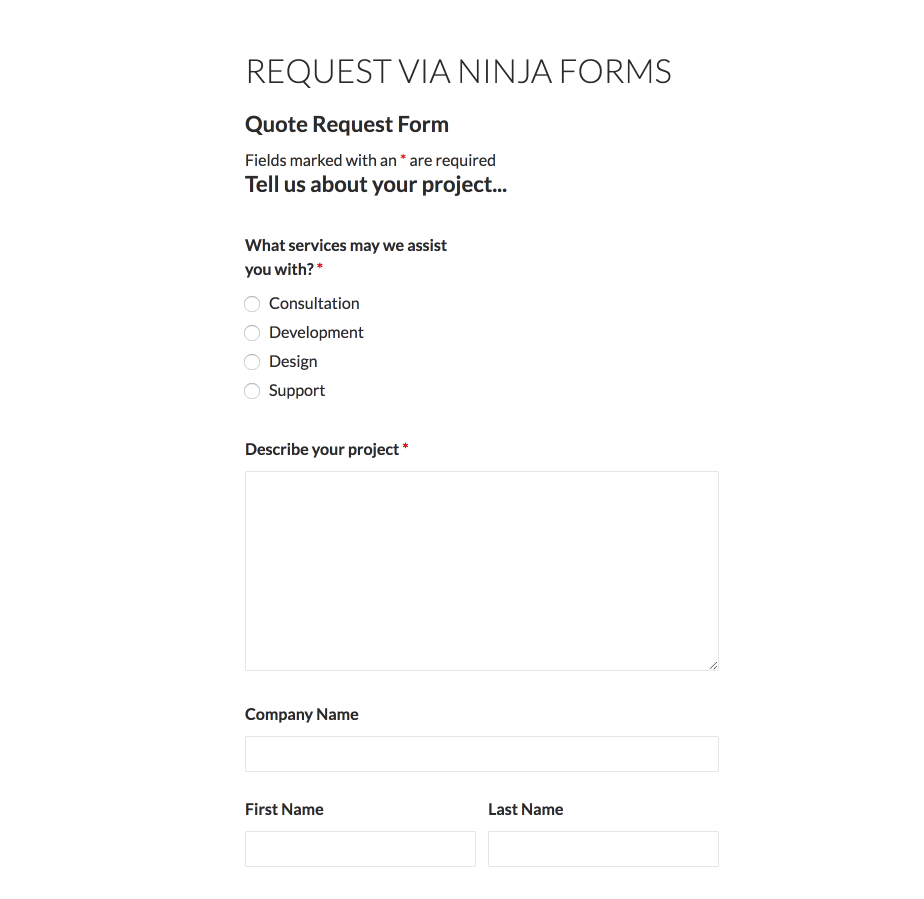 REQUEST VIA NINJA FORMS
Quote Request Form
Fields marked with an * are required
Tell us about your project...
What services may we assist
you with? *
Consultation
Development
Design
Support
Describe your project *
Company Name
First Name Last Name